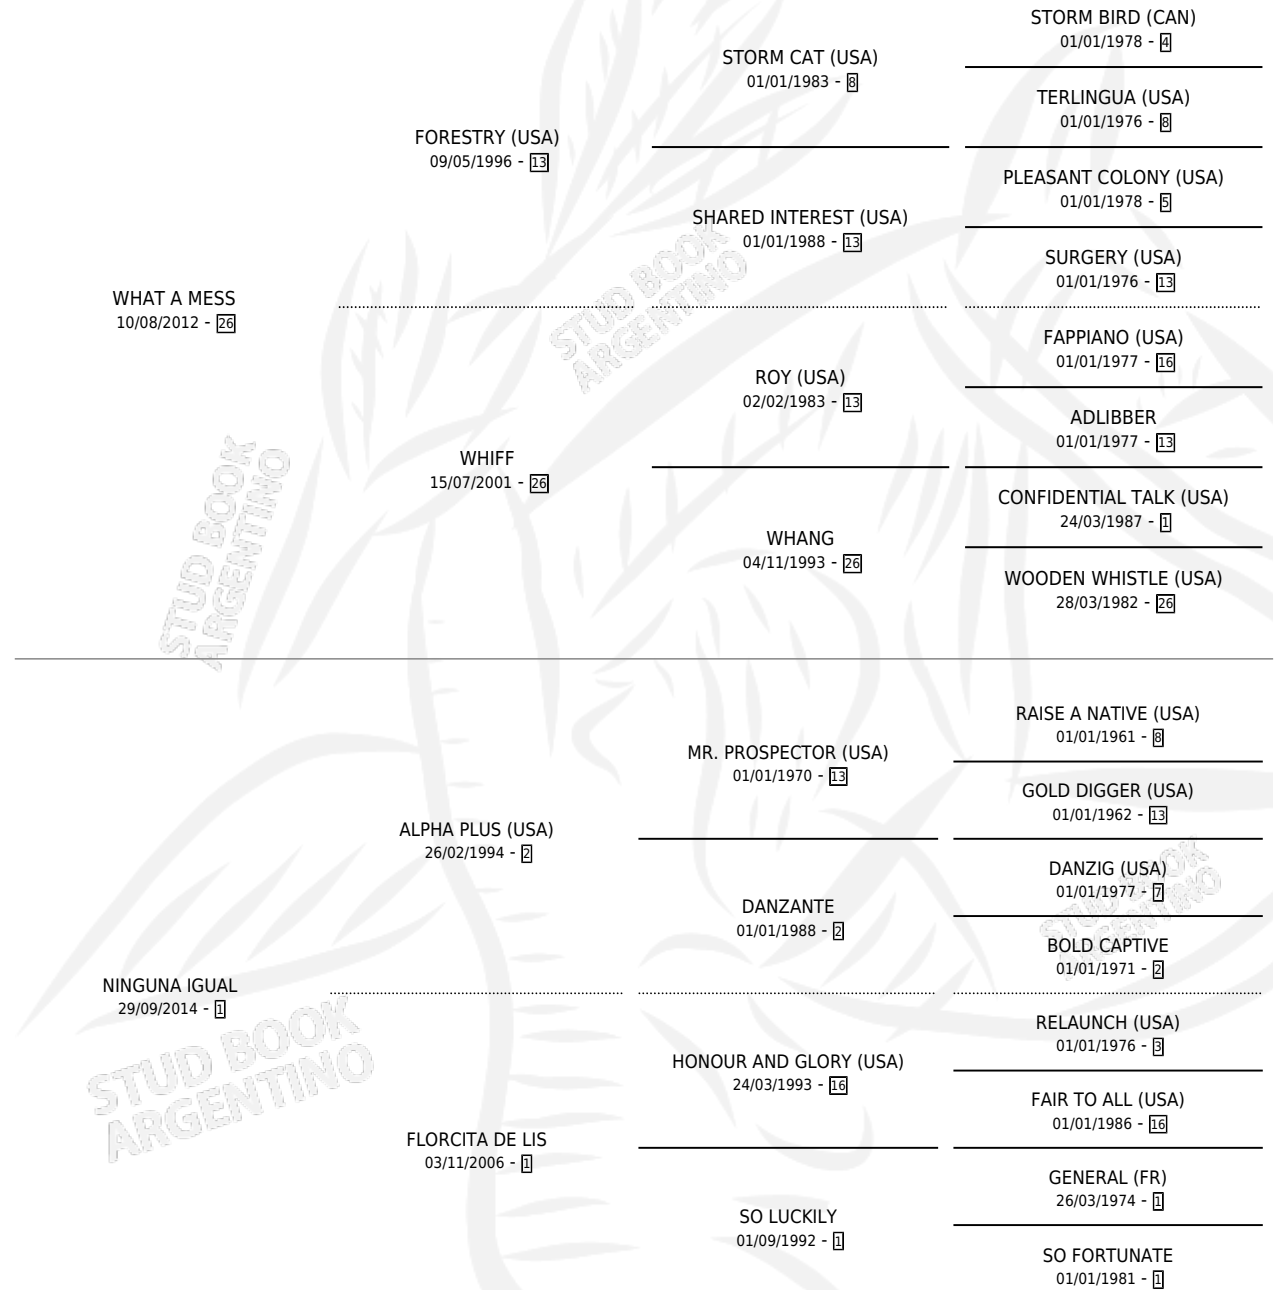 STORM BIRD (CAN)
01/01/1978 - 4
STORM CAT (USA)
01/01/1983 - 8
TERLINGUA (USA)
01/01/1976 - 8
FORESTRY (USA)
09/05/1996 - 13
PLEASANT COLONY (USA)
01/01/1978 - 5
SHARED INTEREST (USA)
01/01/1988 - 13
SURGERY (USA)
01/01/1976 - 13
WHAT A MESS
10/08/2012 - 26
STUD BOOK
ARGENTINO
FAPPIANO (USA)
01/01/1977 - 16
ROY (USA)
02/02/1983 - 13
ADLIBBER
01/01/1977 - 13
WHIFF
15/07/2001 - 26
CONFIDENTIAL TALK (USA)
24/03/1987 - 1
WHANG
04/11/1993 - 26
WOODEN WHISTLE (USA)
28/03/1982 - 26
STUD BOOK
ARGENTINO
RAISE A NATIVE (USA)
01/01/1961 - 8
MR. PROSPECTOR (USA)
01/01/1970 - 13
GOLD DIGGER (USA)
01/01/1962 - 13
ALPHA PLUS (USA)
26/02/1994 - 2
DANZIG (USA)
01/01/1977 - 7
DANZANTE
01/01/1988 - 2
BOLD CAPTIVE
01/01/1971 - 2
STUD BOOK
ARGENTINO
NINGUNA IGUAL
29/09/2014 - 1
RELAUNCH (USA)
01/01/1976 - 3
HONOUR AND GLORY (USA)
24/03/1993 - 16
FAIR TO ALL (USA)
01/01/1986 - 16
STUD BOOK
ARGENTINO
FLORCITA DE LIS
03/11/2006 - 1
GENERAL (FR)
26/03/1974 - 1
SO LUCKILY
01/09/1992 - 1
SO FORTUNATE
01/01/1981 - 1